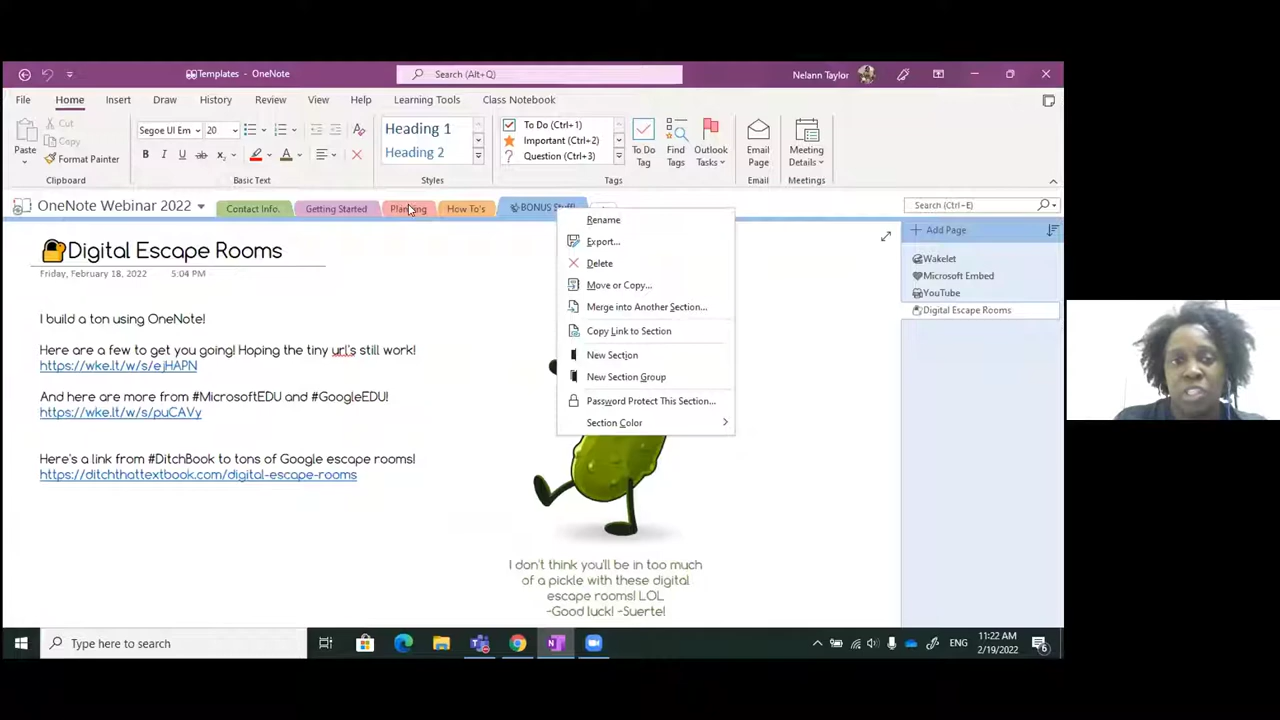 Templates - OneNote
Search (Alt+Q)
Nelann Taylor
File Home Insert Draw History Review View Help Learning Tools Class Notebook
Paste
Cut
Copy
Format Painter
Clipboard
Segoe UI Em 20
B I U ab x₂ A
Basic Text
Heading 1
Heading 2
Styles
To Do (Ctrl+1)
Important (Ctrl+2)
Question (Ctrl+3)
To Do
Tag
Find
Tags
Outlook
Tasks
Tags
Email
Page
Email
Meeting
Details
Meetings
OneNote Webinar 2022
Contact Info. Getting Started Planning How To's BONUS Stuff!
Search (Ctrl+E)
Digital Escape Rooms
Friday, February 18, 2022 5:04 PM
I build a ton using OneNote!
Here are a few to get you going! Hoping the tiny url's still work!
https://wke.lt/w/s/ejHAPN
And here are more from #MicrosoftEDU and #GoogleEDU!
https://wke.lt/w/s/puCAVy
Here's a link from #DitchBook to tons of Google escape rooms!
https://ditchthattextbook.com/digital-escape-rooms
Rename
Export...
Delete
Move or Copy...
Merge into Another Section...
Copy Link to Section
New Section
New Section Group
Password Protect This Section...
Section Color
I don't think you'll be in too much
of a pickle with these digital
escape rooms! LOL
-Good luck! -Suerte!
Add Page
Wakelet
Microsoft Embed
YouTube
Digital Escape Rooms
Type here to search
ENG
11:22 AM
2/19/2022